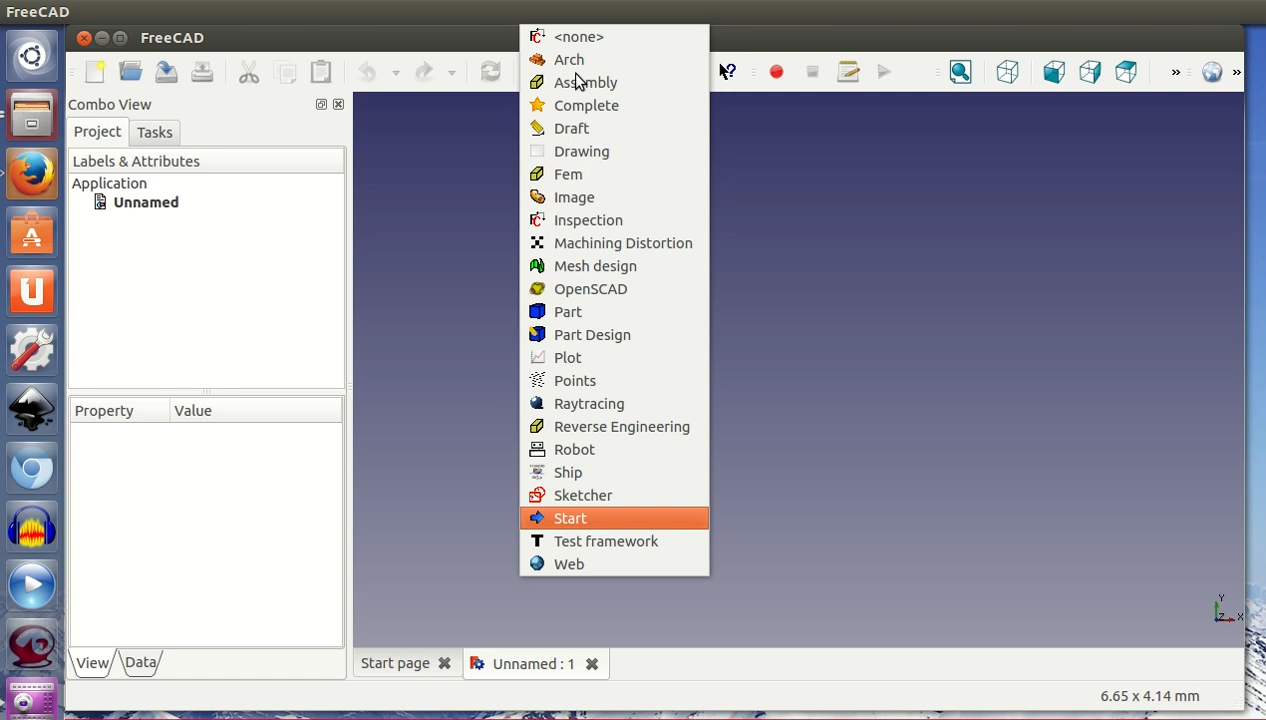 FreeCAD
FreeCAD
Combo View
Project Tasks
Labels & Attributes
Application
Unnamed
Property Value
View Data
<none>
Arch
Assembly
Complete
Draft
Drawing
Fem
Image
Inspection
Machining Distortion
Mesh design
OpenSCAD
Part
Part Design
Plot
Points
Raytracing
Reverse Engineering
Robot
Ship
Sketcher
Start
Test framework
Web
Y
Z X
Start page Unnamed : 1
6.65 x 4.14 mm